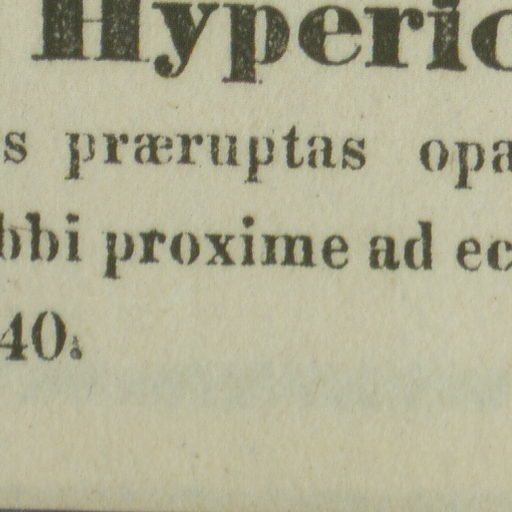 Hyperic
s præruptas opa
bbi proxime ad ec
40.